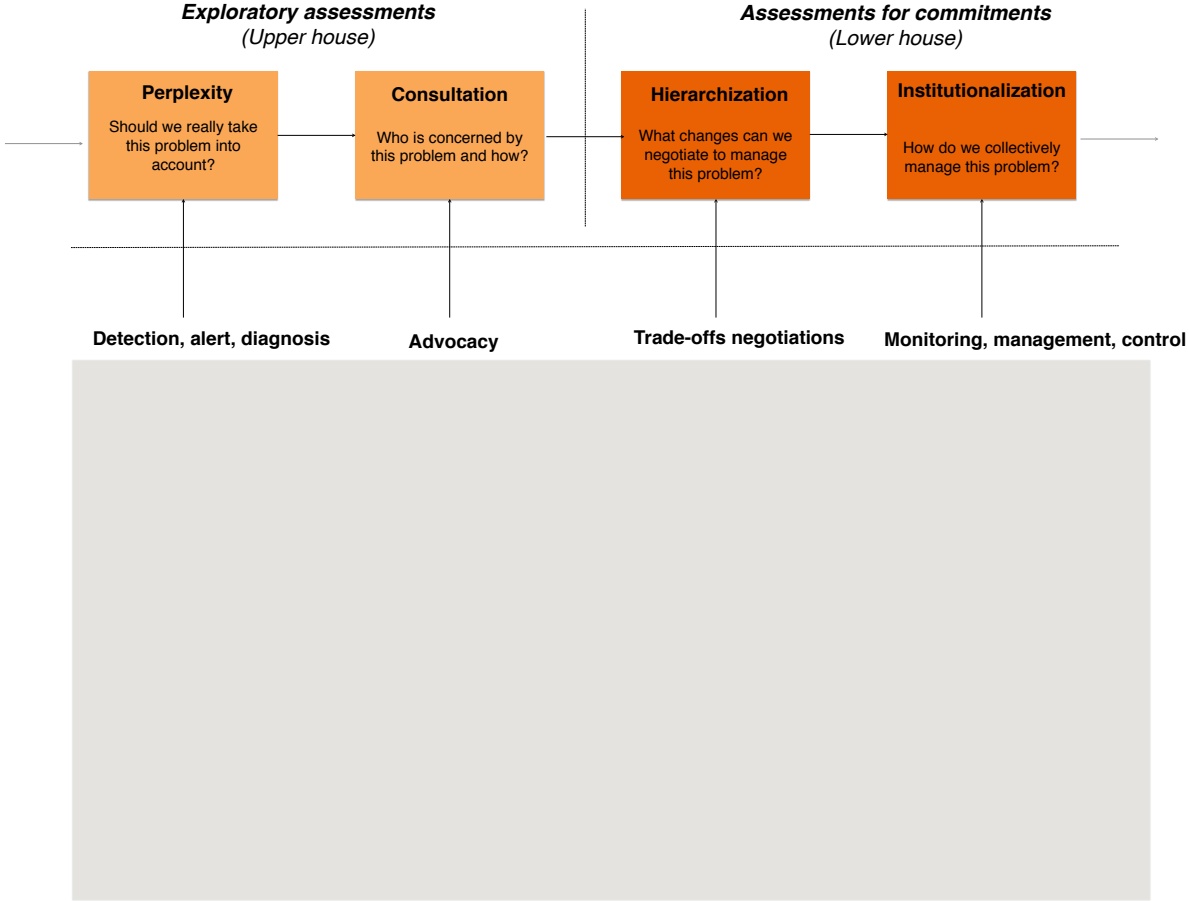 Exploratory assessments
(Upper house)
Assessments for commitments
(Lower house)
Perplexity
Should we really take
this problem into
account?
Consultation
Who is concerned by
this problem and how?
Hierarchization
What changes can we
negotiate to manage
this problem?
Institutionalization
How do we collectively
manage this problem?
Detection, alert, diagnosis
Advocacy
Trade-offs negotiations
Monitoring, management, control